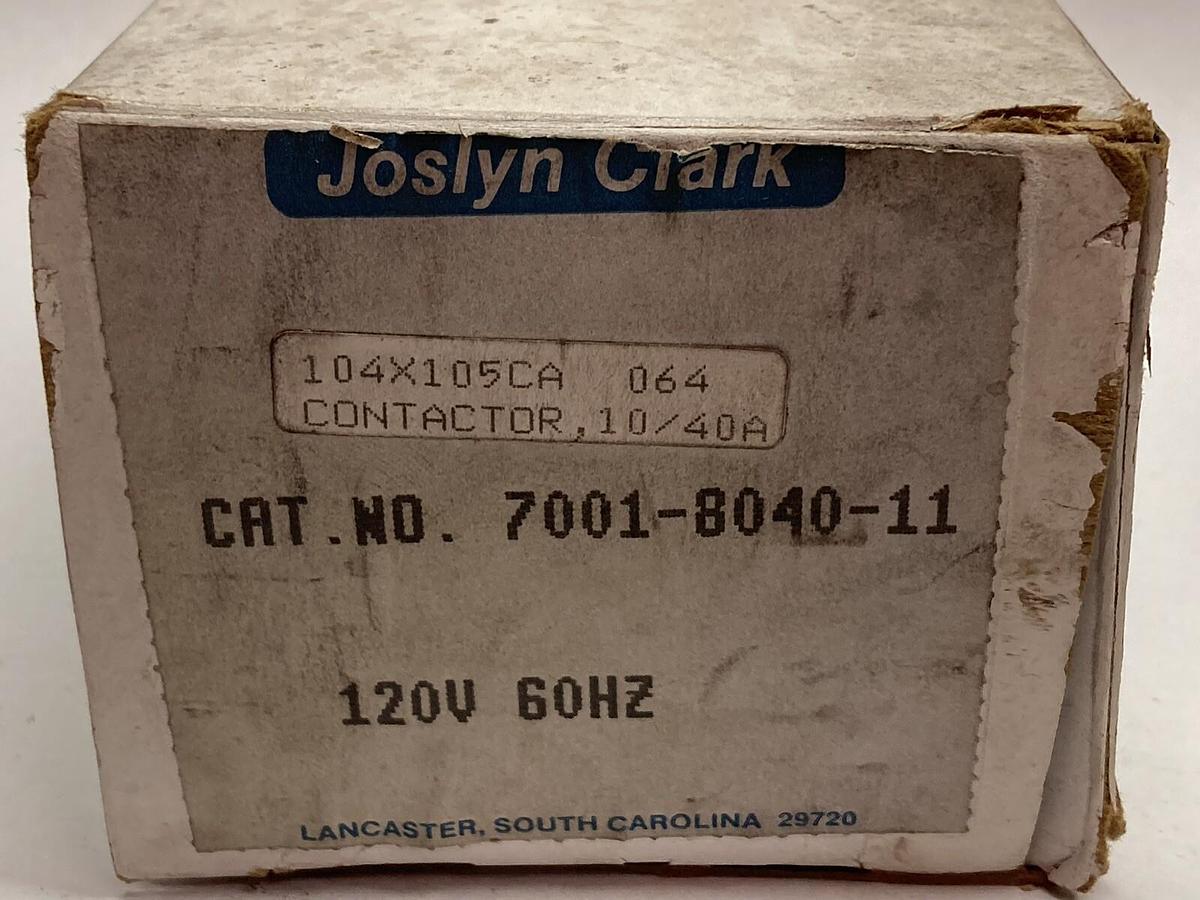 Joslyn Clark
104X105CA 064
CONTACTOR,10/40A
CAT.NO. 7001-8040-11
120V 60HZ
LANCASTER, SOUTH CAROLINA 29720